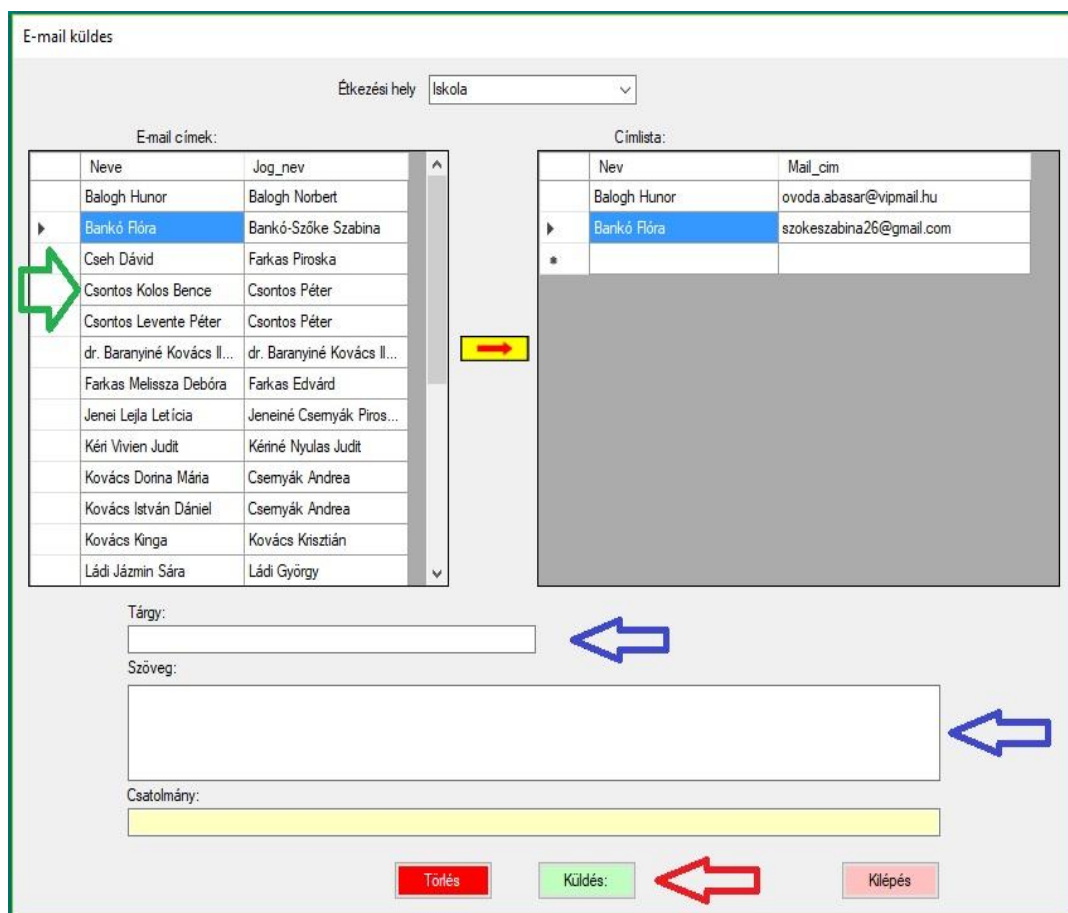 E-mail küldes
Étkezési hely Iskola
E-mail címek: Címlista:
Neve Jog_nev
Balogh Hunor Balogh Norbert
Bankó Flóra Bankó-Szőke Szabina
Cseh Dávid Farkas Piroska
Csontos Kolos Bence Csontos Péter
Csontos Levente Péter Csontos Péter
dr. Baranyiné Kovács Il... dr. Baranyiné Kovács Il...
Farkas Melissza Debóra Farkas Edvárd
Jenei Lejla Letícia Jeneiné Csernyák Piros...
Kéri Vivien Judit Kériné Nyulas Judit
Kovács Dorina Mária Csernyák Andrea
Kovács István Dániel Csernyák Andrea
Kovács Kinga Kovács Krisztián
Ládi Jázmin Sára Ládi György
Nev Mail_cim
Balogh Hunor ovoda.abasar@vipmail.hu
Bankó Flóra szokeszabina26@gmail.com
Tárgy:
Szöveg:
Csatolmány:
Törlés Küldés: Kilépés